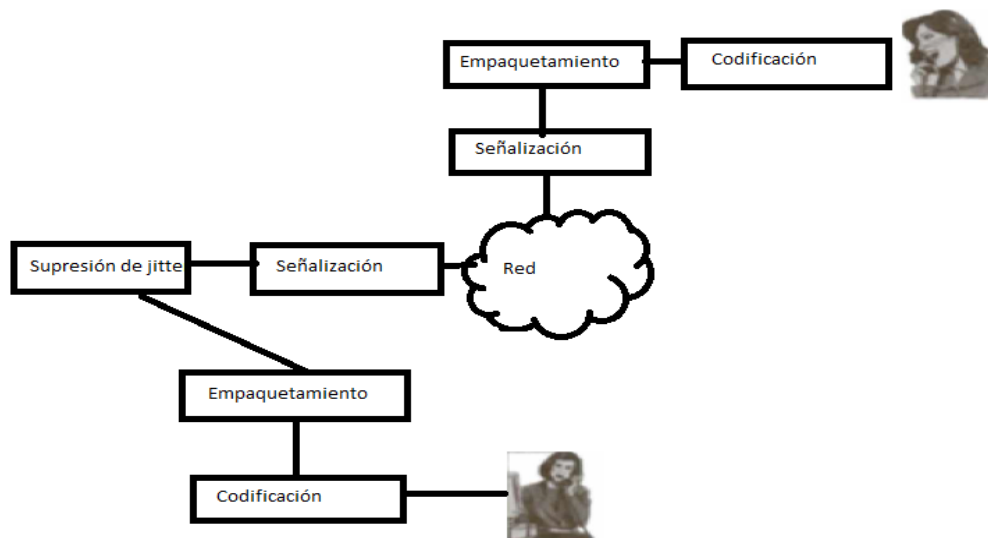 Empaquetamiento
Codificación
Señalización
Supresión de jitte
Señalización
Red
Empaquetamiento
Codificación